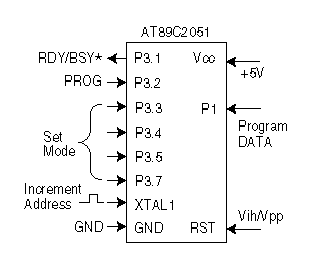 AT89C2051
RDY/BSY* P3.1 Vcc
+5V
PROG P3.2
P3.3 P1
Program
DATA
Set
Mode
P3.4
P3.5
P3.7
Increment
Address XTAL1
GND GND RST Vih/Vpp